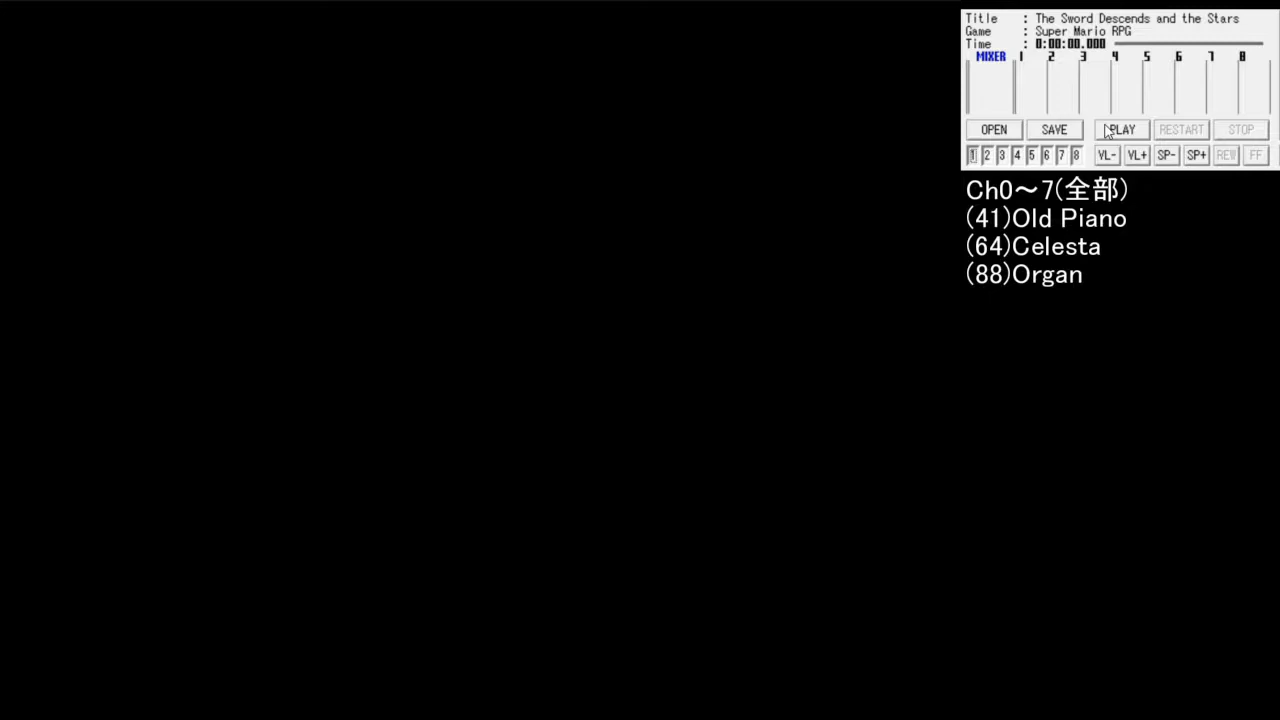 Title : The Sword Descends and the Stars
Game : Super Mario RPG
Time : 0:00:00.000
MIXER 1 2 3 4 5 6 7 8
OPEN SAVE PLAY RESTART STOP
1 2 3 4 5 6 7 8 VL- VL+ SP- SP+ REW FF
Ch0～7(全部)
(41)Old Piano
(64)Celesta
(88)Organ